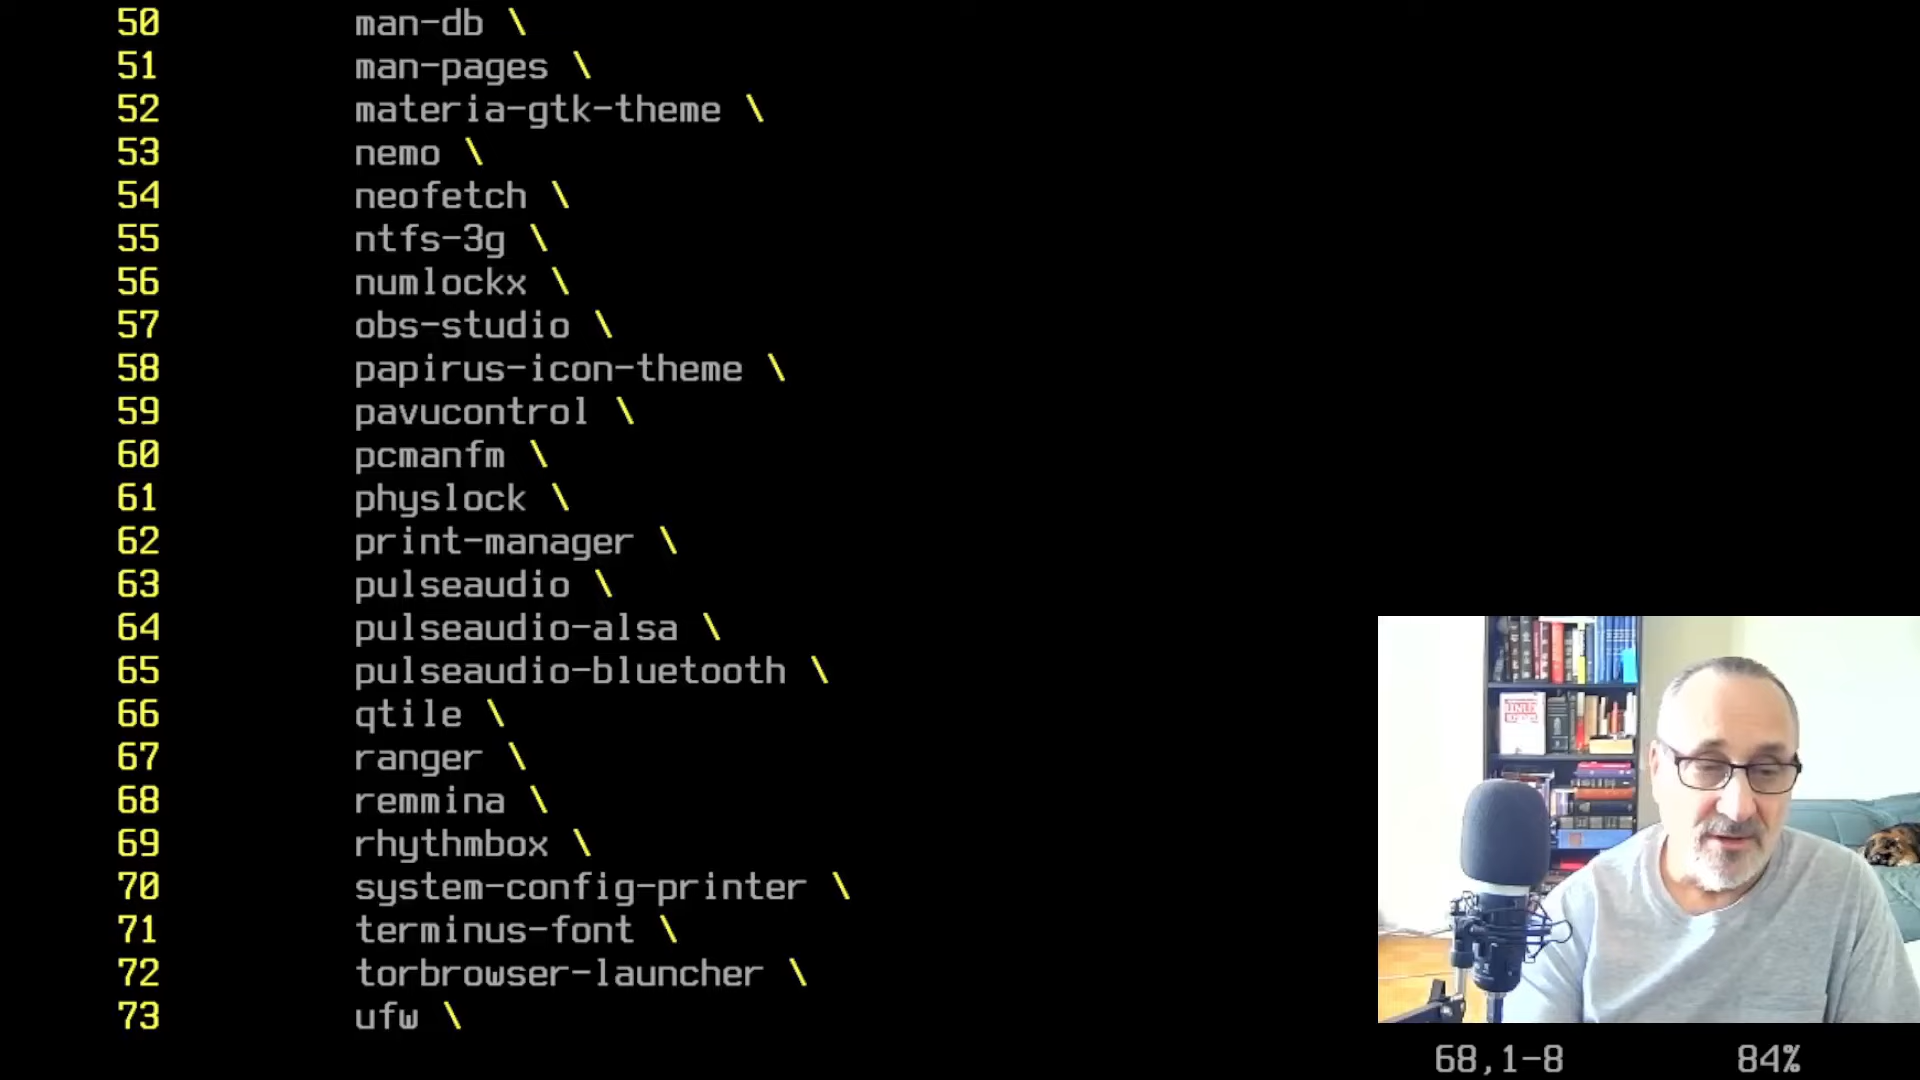 50 man-db \
51 man-pages \
52 materia-gtk-theme \
53 nemo \
54 neofetch \
55 ntfs-3g \
56 numlockx \
57 obs-studio \
58 papirus-icon-theme \
59 pavucontrol \
60 pcmanfm \
61 physlock \
62 print-manager \
63 pulseaudio \
64 pulseaudio-alsa \
65 pulseaudio-bluetooth \
66 qtile \
67 ranger \
68 remmina \
69 rhythmbox \
70 system-config-printer \
71 terminus-font \
72 torbrowser-launcher \
73 ufw \
68,1-8 84%